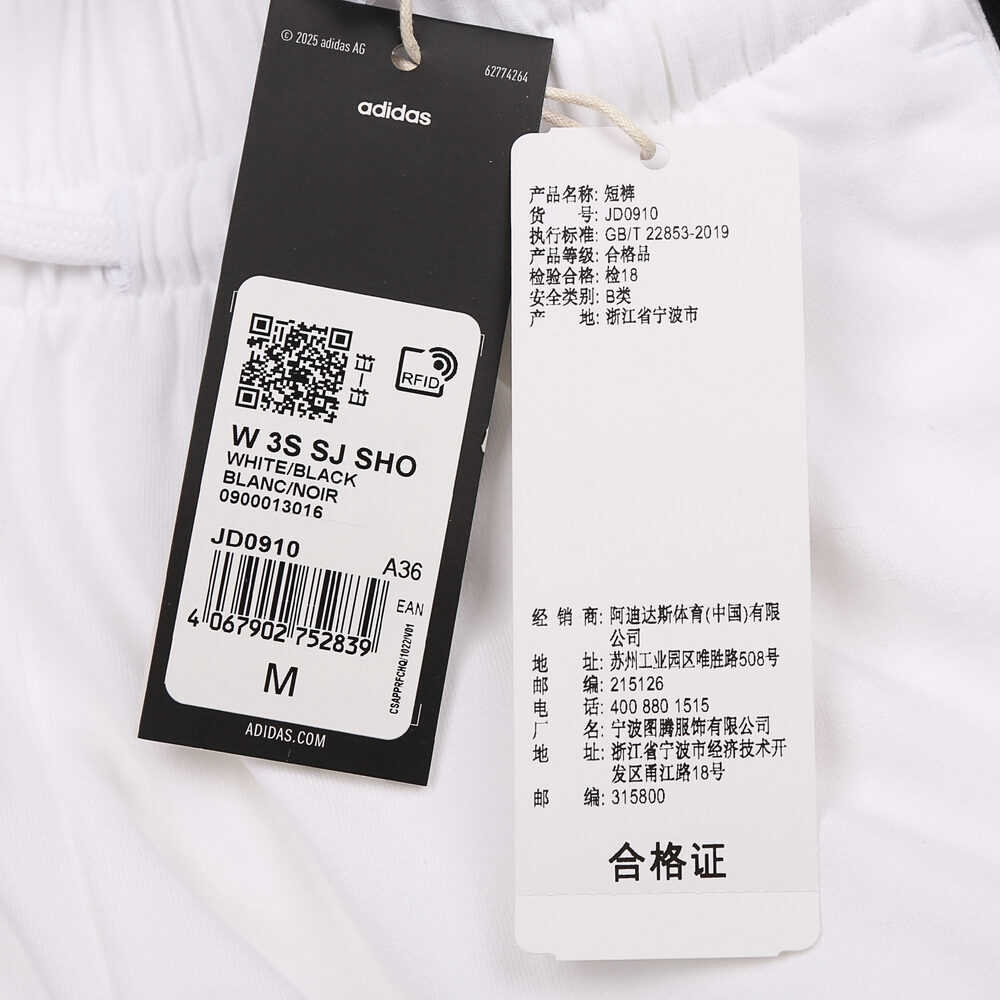 © 2025 adidas AG
62774264
adidas
扫一扫
RFID
W 3S SJ SHO
WHITE/BLACK
BLANC/NOIR
0900013016
JD0910
A36
EAN
4 067902 752839
CSAPPRFCHQ/1022/V01
M
ADIDAS.COM
产品名称: 短裤
货 号: JD0910
执行标准: GB/T 22853-2019
产品等级: 合格品
检验合格: 检18
安全类别: B类
产 地: 浙江省宁波市
经 销 商: 阿迪达斯体育(中国)有限
公司
地 址: 苏州工业园区唯胜路508号
邮 编: 215126
电 话: 400 880 1515
厂 名: 宁波图腾服饰有限公司
地 址: 浙江省宁波市经济技术开
发区甬江路18号
邮 编: 315800
合格证